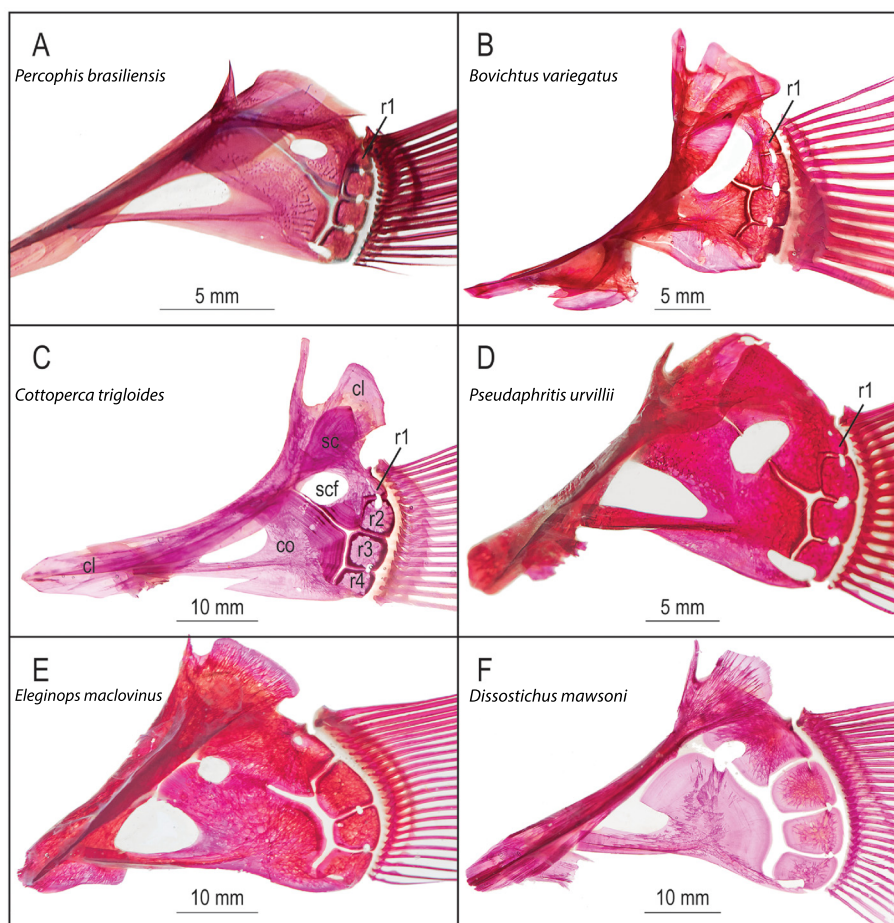 A
Percophis brasiliensis
r1
5 mm
B
Bovichtus variegatus
r1
5 mm
C
Cottoperca trigloides
cl
sc
r1
scf
r2
co
r3
r4
cl
10 mm
D
Pseudaphritis urvillii
r1
5 mm
E
Eleginops maclovinus
10 mm
F
Dissostichus mawsoni
10 mm